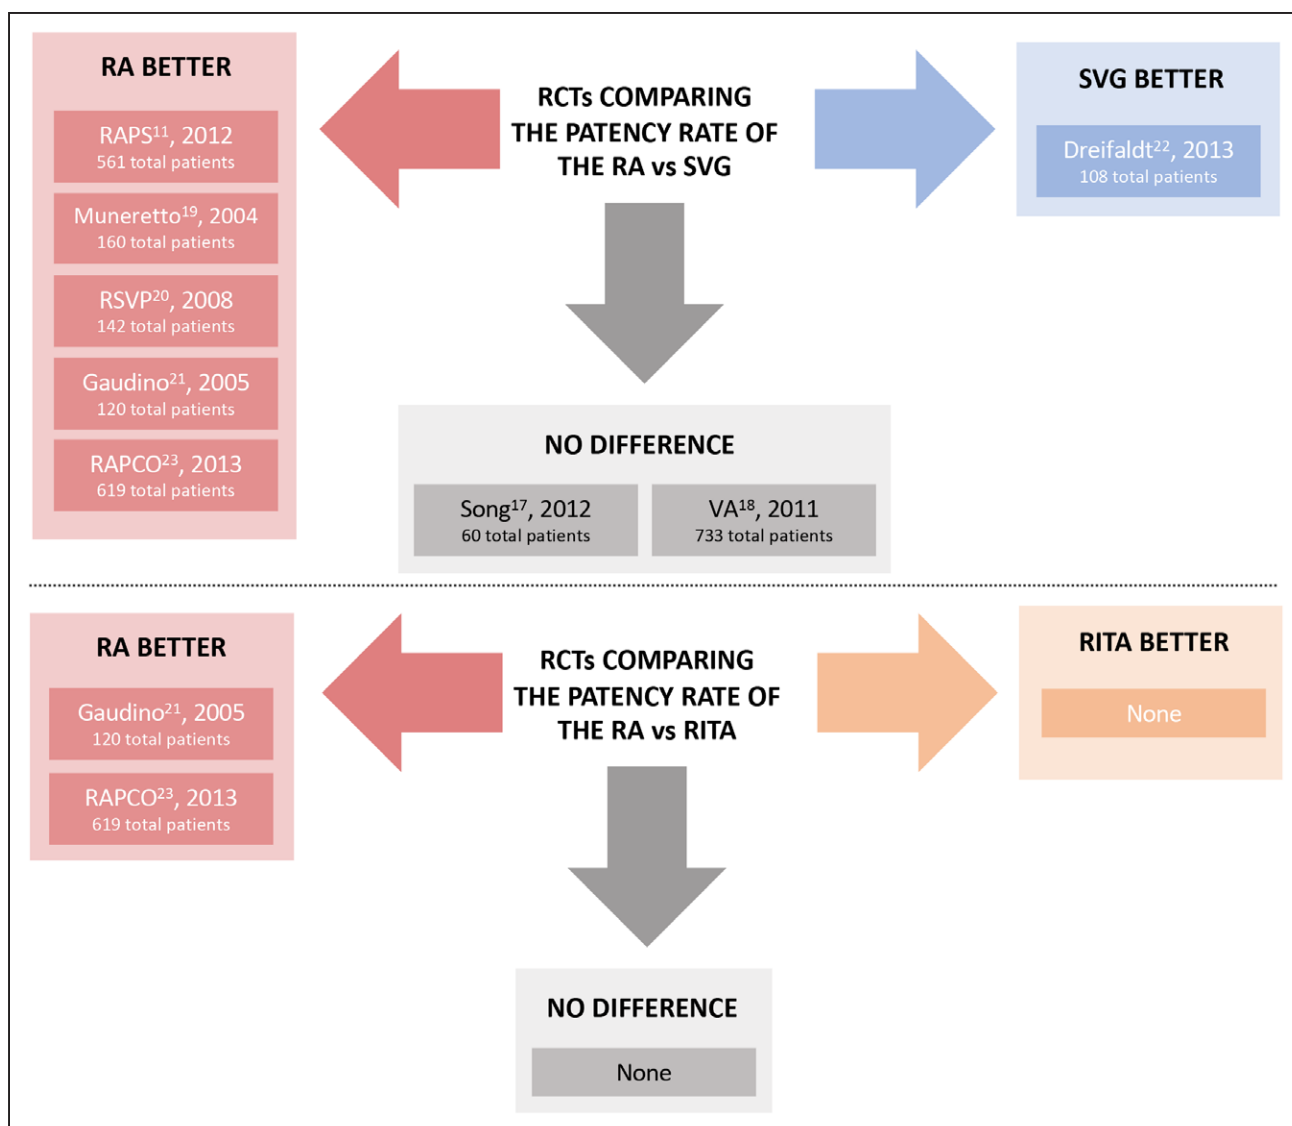 RA BETTER
RAPS¹¹, 2012
561 total patients
Muneretto¹⁹, 2004
160 total patients
RSVP²⁰, 2008
142 total patients
Gaudino²¹, 2005
120 total patients
RAPCO²³, 2013
619 total patients
RCTs COMPARING
THE PATENCY RATE OF
THE RA vs SVG
SVG BETTER
Dreifaldt²², 2013
108 total patients
NO DIFFERENCE
Song¹⁷, 2012
60 total patients
VA¹⁸, 2011
733 total patients
RA BETTER
Gaudino²¹, 2005
120 total patients
RAPCO²³, 2013
619 total patients
RCTs COMPARING
THE PATENCY RATE OF
THE RA vs RITA
RITA BETTER
None
NO DIFFERENCE
None